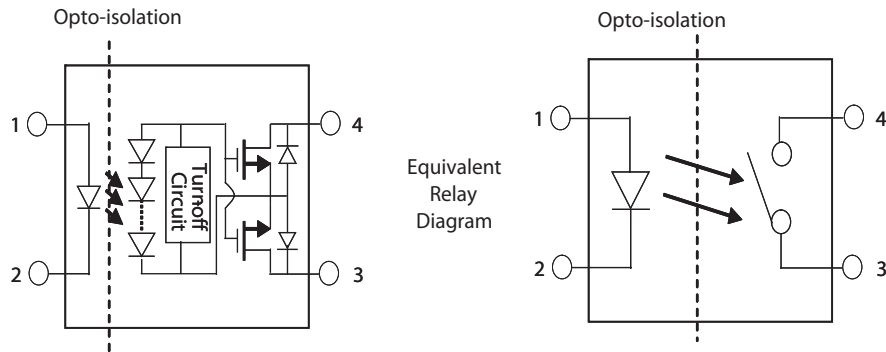 Opto-isolation
1
2
Turnoff
Circuit
4
3
Equivalent
Relay
Diagram
Opto-isolation
1
2
4
3